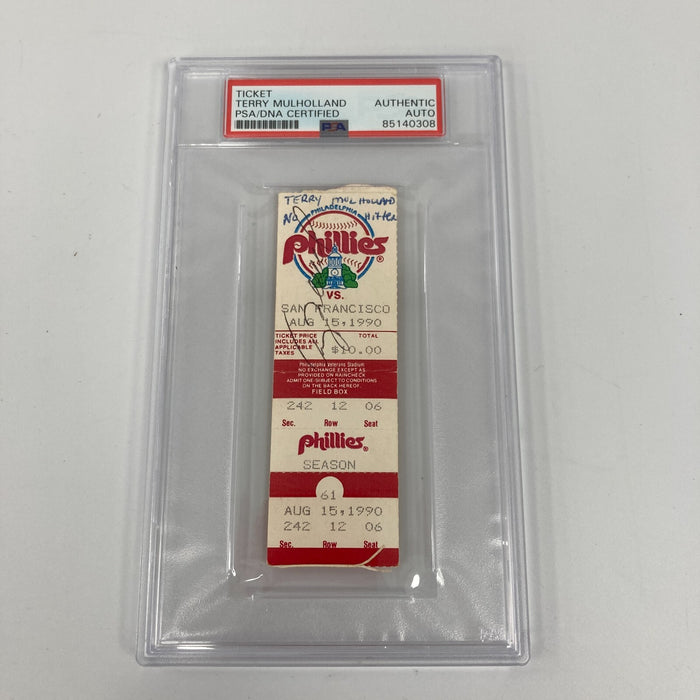 TICKET
TERRY MULHOLLAND
PSA/DNA CERTIFIED
AUTHENTIC
AUTO
85140308
PSA
TERRY MULHOLLAND
NO Hitter
PHILADELPHIA
Phillies®
VS.
SAN FRANCISCO
AUG 15,1990
TICKET PRICE
INCLUDES ALL
APPLICABLE
TAXES
TOTAL
$10.00
Philadelphia Veterans Stadium
NO EXCHANGE EXCEPT AS
PROVIDED ON RAINCHECK
ADMIT ONE-SUBJECT TO CONDITIONS
ON THE BACK HEREOF.
FIELD BOX
242 12 06
Sec. Row Seat
Phillies®
SEASON
61
AUG 15,1990
242 12 06
Sec. Row Seat